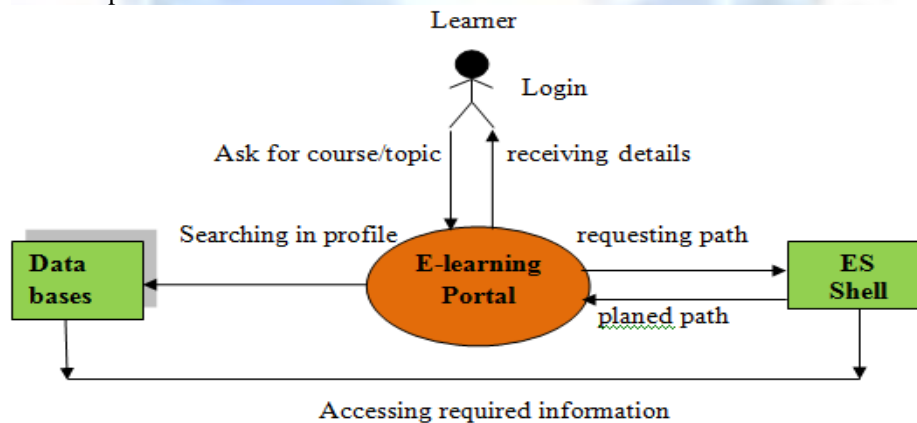 Learner
Login
Ask for course/topic
receiving details
Searching in profile
requesting path
Data
bases
E-learning
Portal
ES
Shell
planed path
Accessing required information